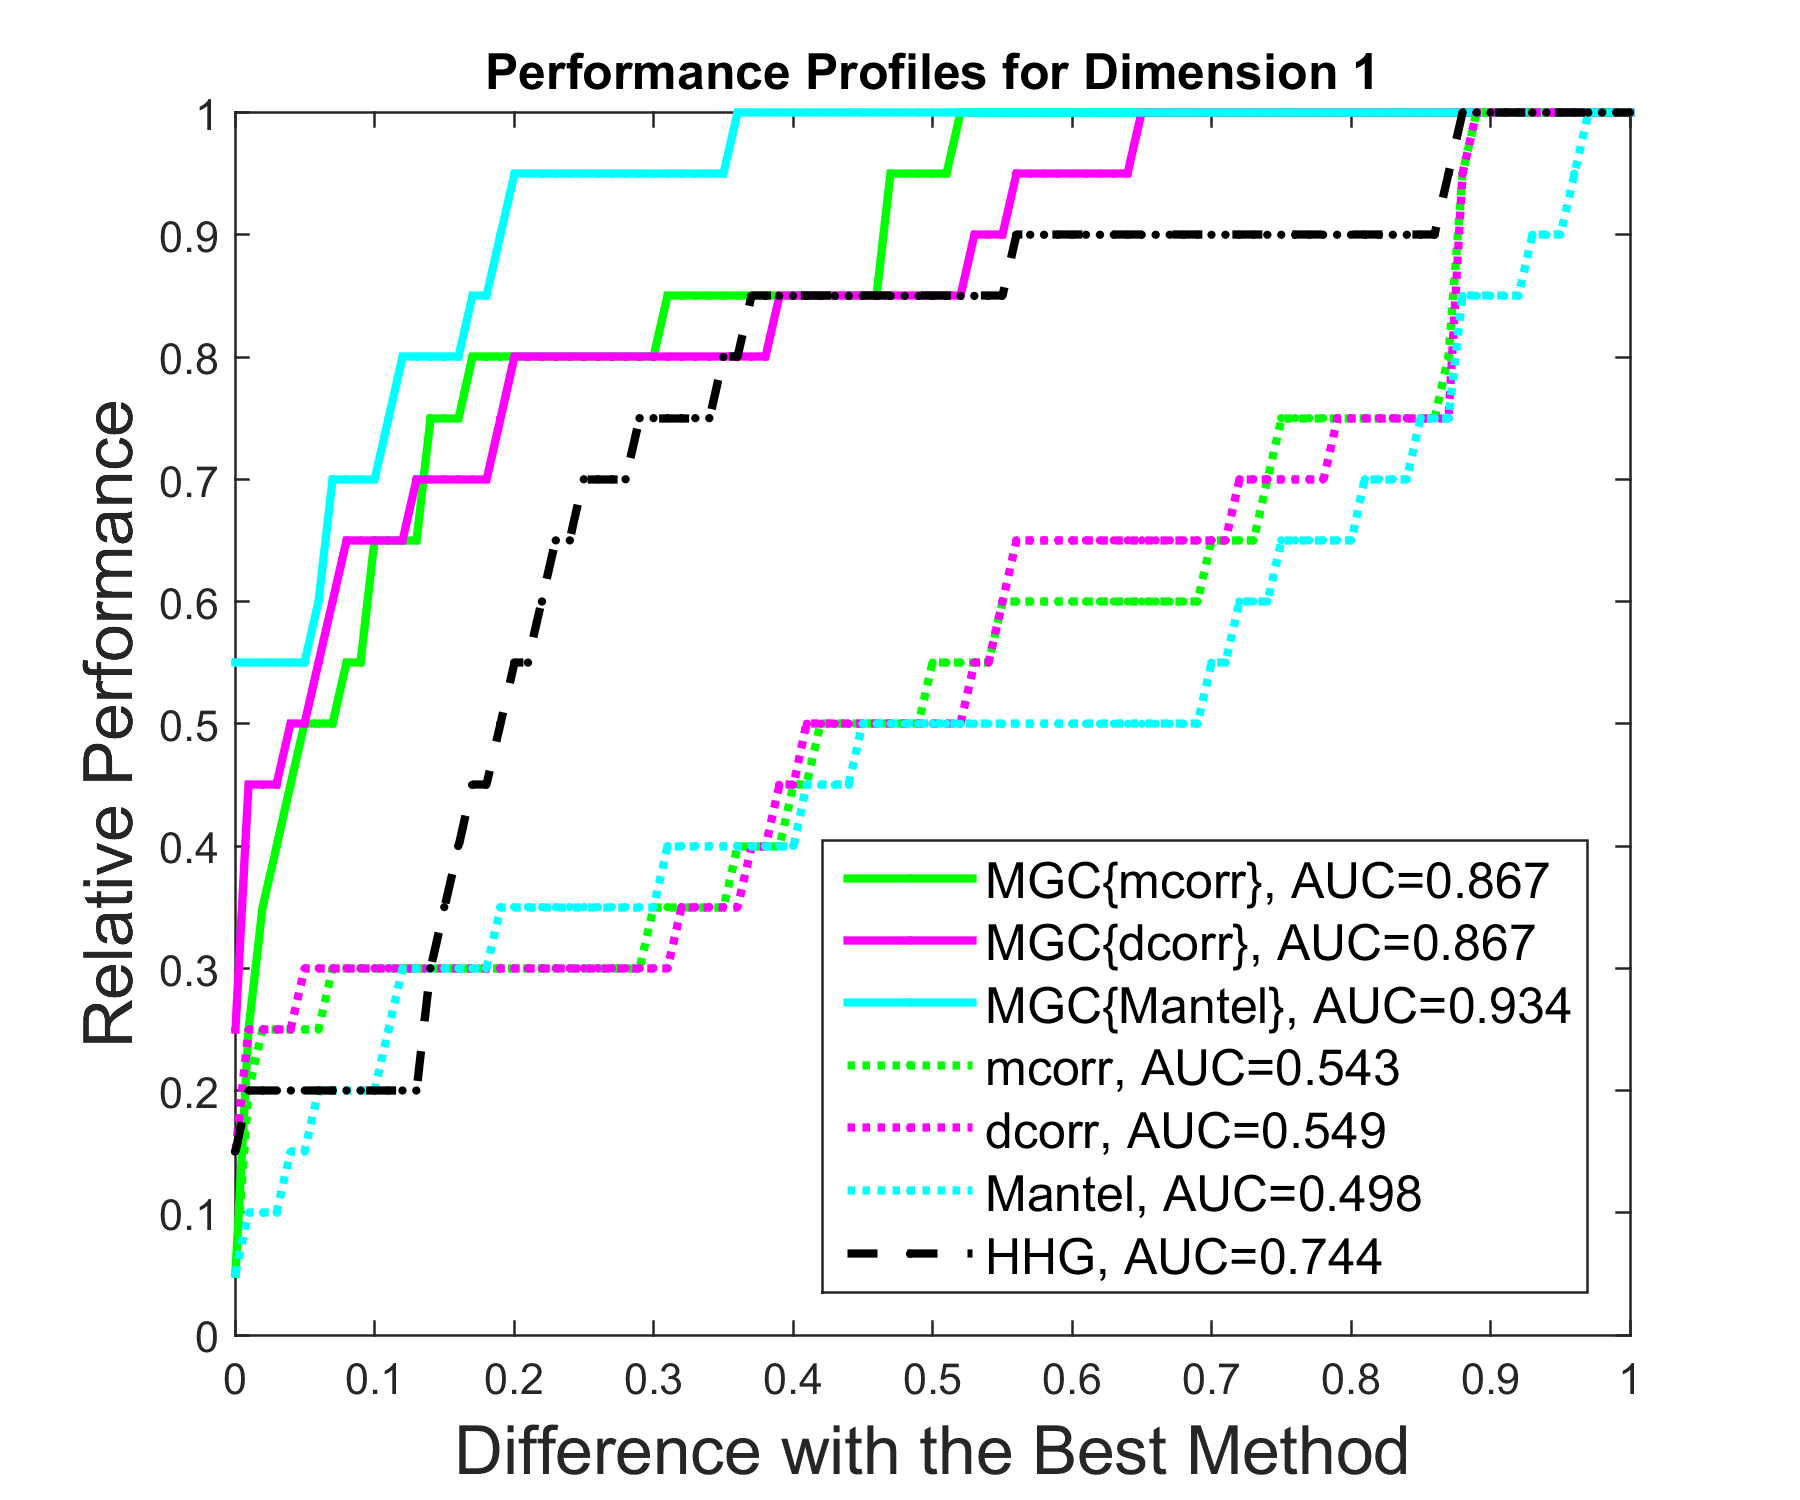 Performance Profiles for Dimension 1
Relative Performance
1
0.9
0.8
0.7
0.6
0.5
0.4
0.3
0.2
0.1
0
MGC{mcorr}, AUC=0.867
MGC{dcorr}, AUC=0.867
MGC{Mantel}, AUC=0.934
mcorr, AUC=0.543
dcorr, AUC=0.549
Mantel, AUC=0.498
HHG, AUC=0.744
0 0.1 0.2 0.3 0.4 0.5 0.6 0.7 0.8 0.9 1
Difference with the Best Method